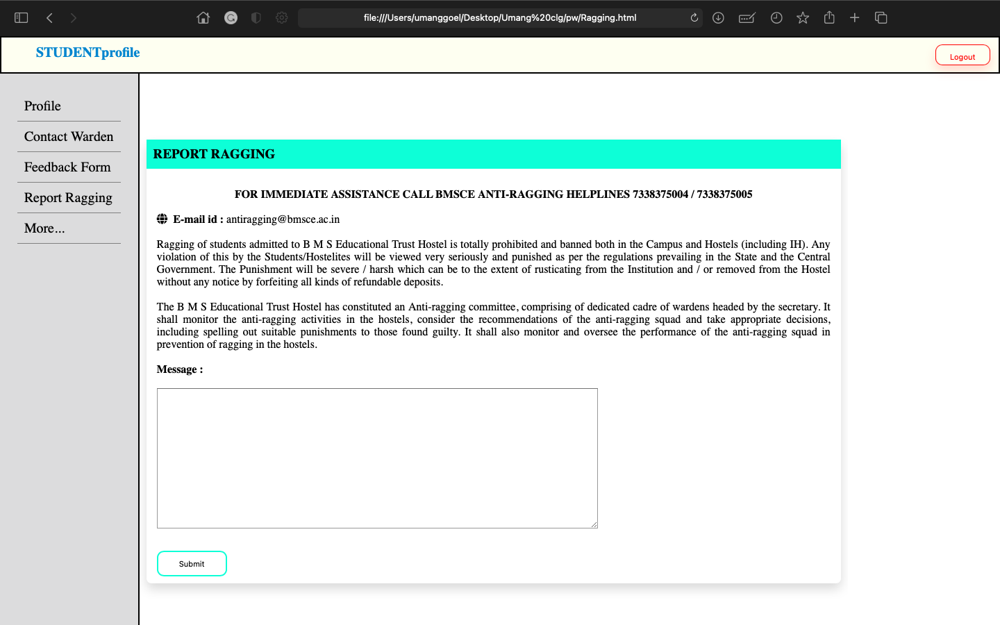 file:///Users/umanggoel/Desktop/Umang%20clg/pw/Ragging.html
STUDENTprofile
Logout
Profile
Contact Warden
Feedback Form
Report Ragging
More...
REPORT RAGGING
FOR IMMEDIATE ASSISTANCE CALL BMSCE ANTI-RAGGING HELPLINES 7338375004 / 7338375005
E-mail id : antiragging@bmsce.ac.in
Ragging of students admitted to B M S Educational Trust Hostel is totally prohibited and banned both in the Campus and Hostels (including IH). Any
violation of this by the Students/Hostelites will be viewed very seriously and punished as per the regulations prevailing in the State and the Central
Government. The Punishment will be severe / harsh which can be to the extent of rusticating from the Institution and / or removed from the Hostel
without any notice by forfeiting all kinds of refundable deposits.
The B M S Educational Trust Hostel has constituted an Anti-ragging committee, comprising of dedicated cadre of wardens headed by the secretary. It
shall monitor the anti-ragging activities in the hostels, consider the recommendations of the anti-ragging squad and take appropriate decisions,
including spelling out suitable punishments to those found guilty. It shall also monitor and oversee the performance of the anti-ragging squad in
prevention of ragging in the hostels.
Message :
Submit